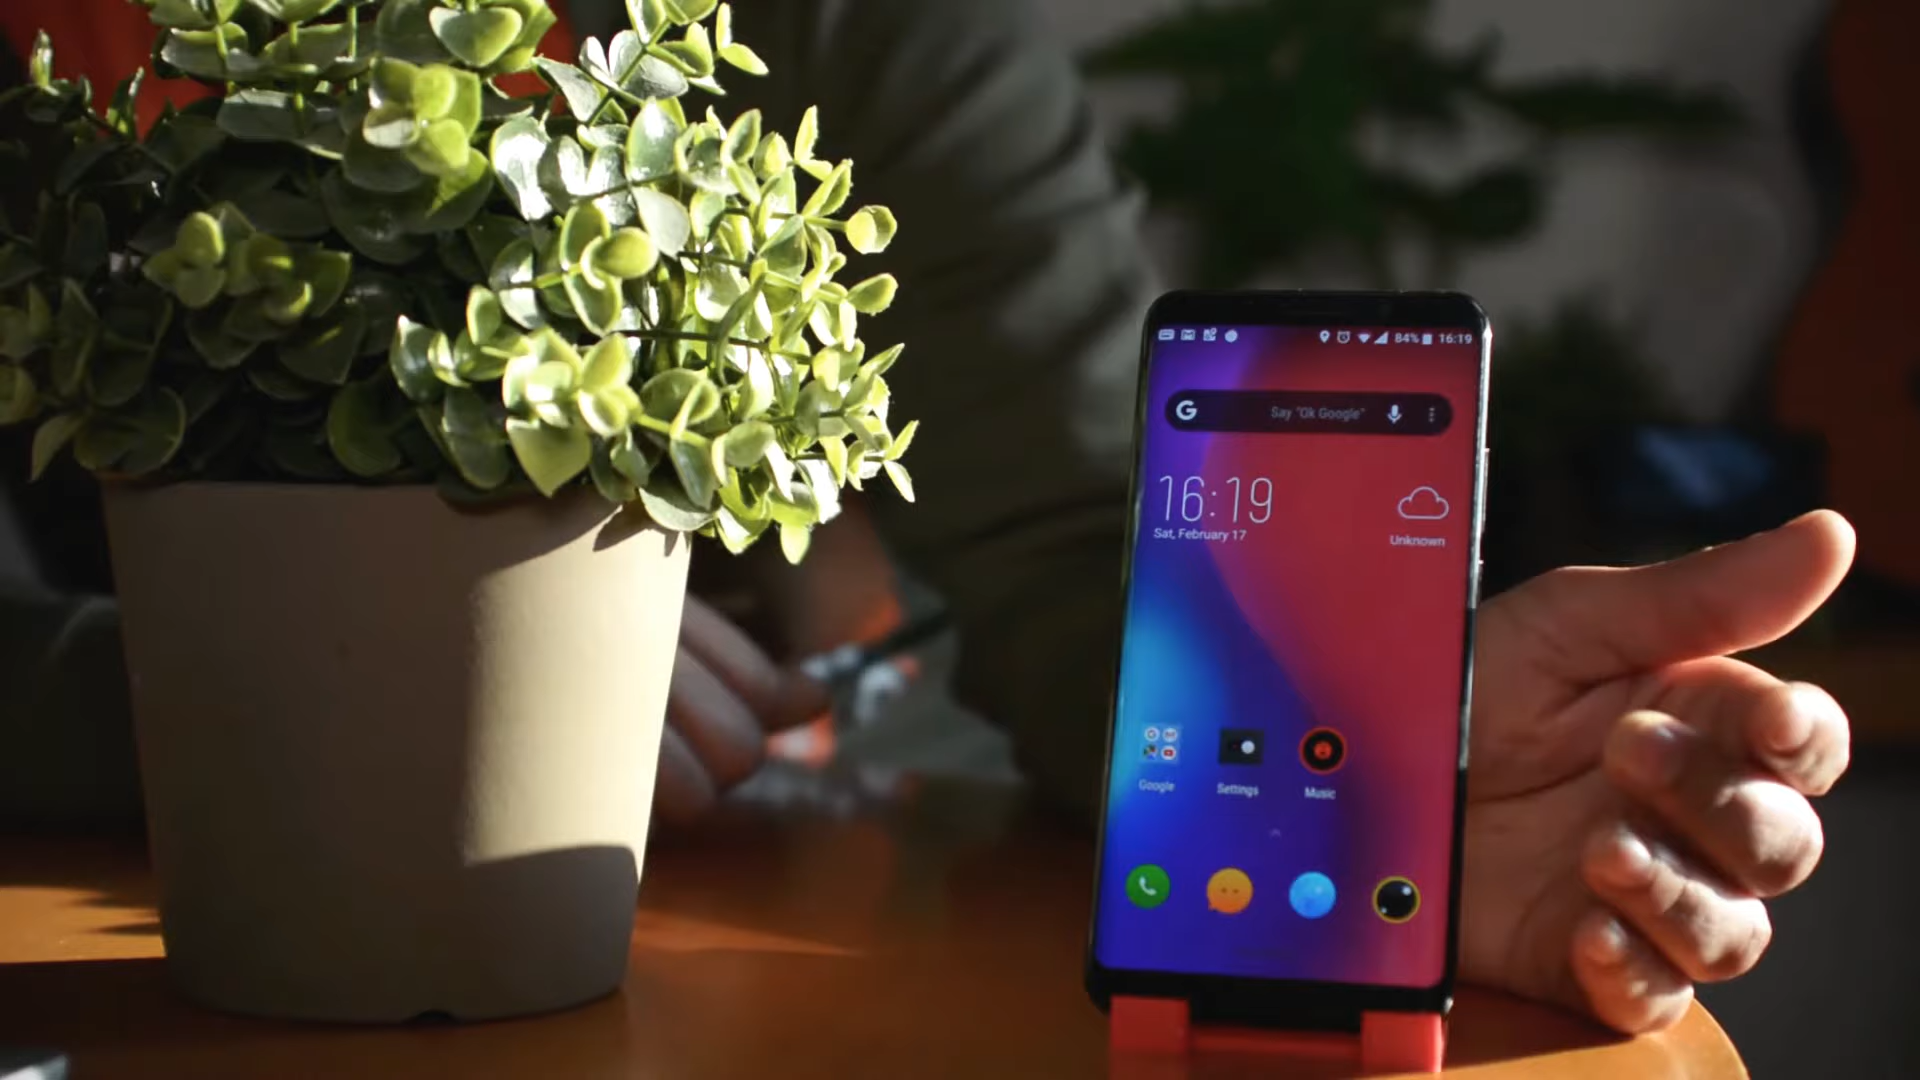 84% 16:19
G Say "Ok Google"
16:19
Sat, February 17
Unknown
Google
Settings
Music